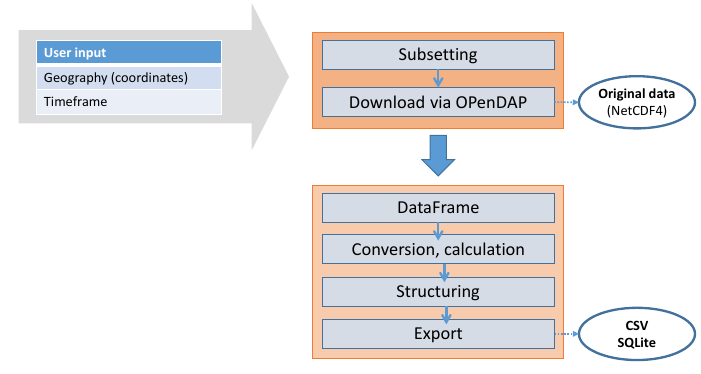 User input
Geography (coordinates)
Timeframe
Subsetting
Download via OPenDAP
Original data
(NetCDF4)
DataFrame
Conversion, calculation
Structuring
Export
CSV
SQLite